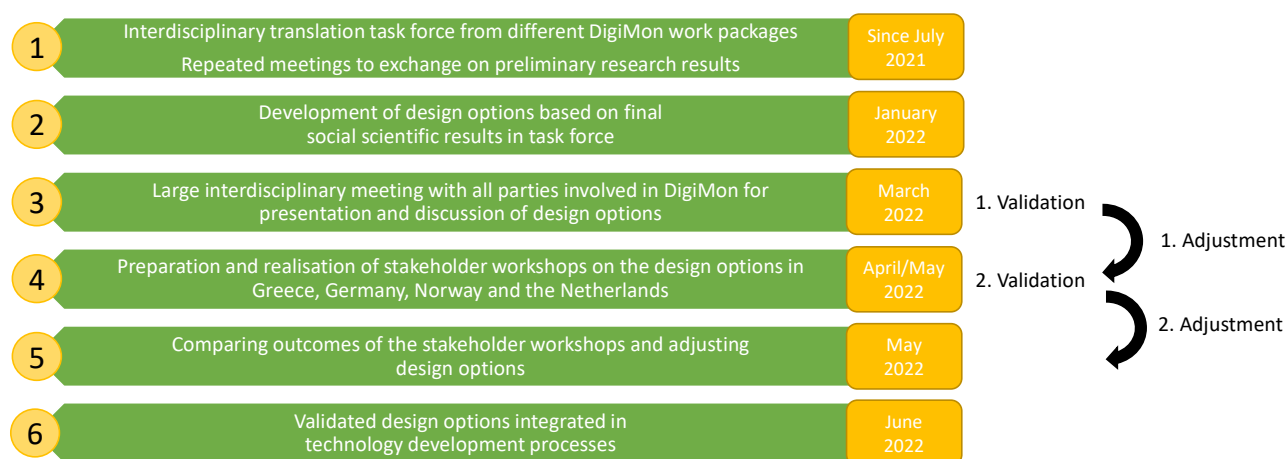 1
Interdisciplinary translation task force from different DigiMon work packages
Repeated meetings to exchange on preliminary research results
Since July
2021
2
Development of design options based on final
social scientific results in task force
January
2022
3
Large interdisciplinary meeting with all parties involved in DigiMon for
presentation and discussion of design options
March
2022
1. Validation
1. Adjustment
4
Preparation and realisation of stakeholder workshops on the design options in
Greece, Germany, Norway and the Netherlands
April/May
2022
2. Validation
2. Adjustment
5
Comparing outcomes of the stakeholder workshops and adjusting
design options
May
2022
6
Validated design options integrated in
technology development processes
June
2022